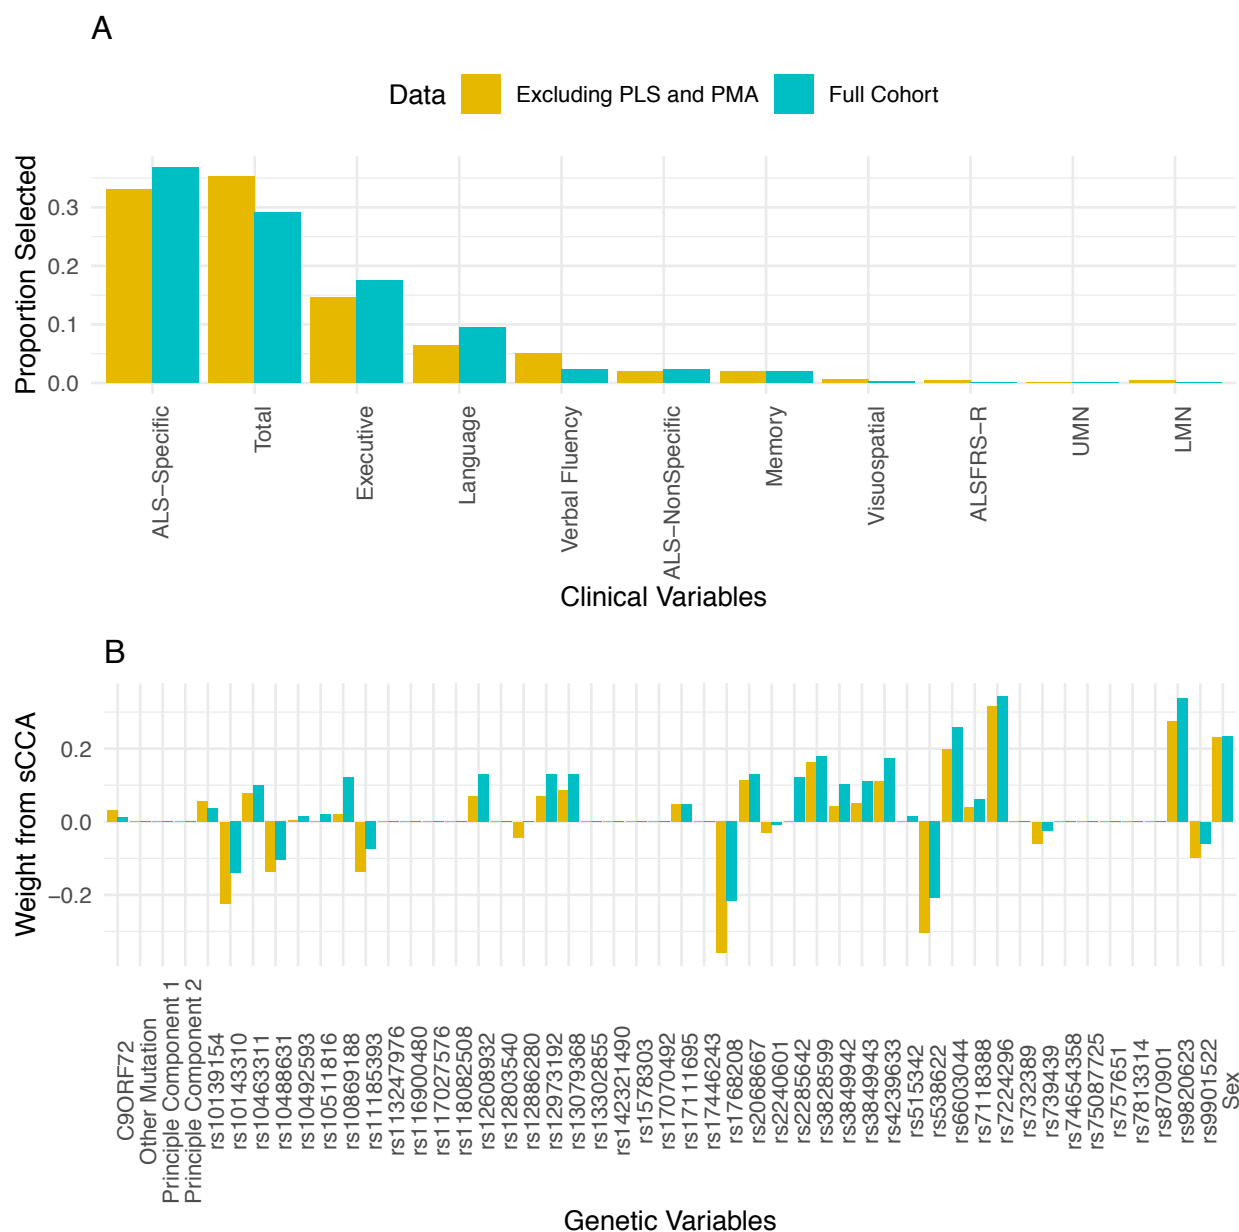 A
Data Excluding PLS and PMA Full Cohort
Proportion Selected
0.3
0.2
0.1
0.0
ALS−Specific
Total
Executive
Language
Verbal Fluency
ALS−NonSpecific
Memory
Visuospatial
ALSFRS−R
UMN
LMN
Clinical Variables
B
Weight from sCCA
0.2
0.0
−0.2
C9ORF72
Other Mutation
Principle Component 1
Principle Component 2
rs10139154
rs10143310
rs10463311
rs10488631
rs10492593
rs10511816
rs10869188
rs11185393
rs113247976
rs116900480
rs117027576
rs118082508
rs12608932
rs12803540
rs12886280
rs12973192
rs13079368
rs13302855
rs142321490
rs1578303
rs17070492
rs17111695
rs17446243
rs1768208
rs2068667
rs2240601
rs2285642
rs3828599
rs3849942
rs3849943
rs4239633
rs515342
rs538622
rs6603044
rs7118388
rs7224296
rs732389
rs739439
rs74654358
rs75087725
rs757651
rs7813314
rs870901
rs9820623
rs9901522
Sex
Genetic Variables